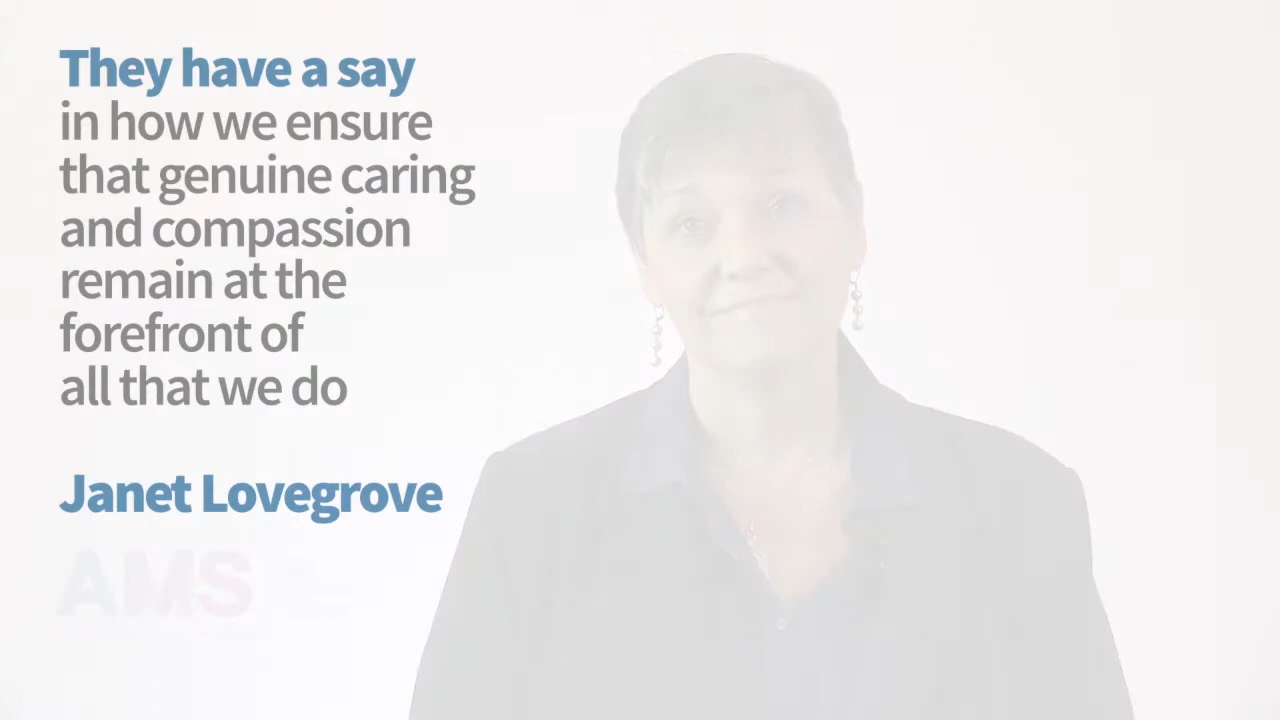 They have a say
in how we ensure
that genuine caring
and compassion
remain at the
forefront of
all that we do
Janet Lovegrove
AMS